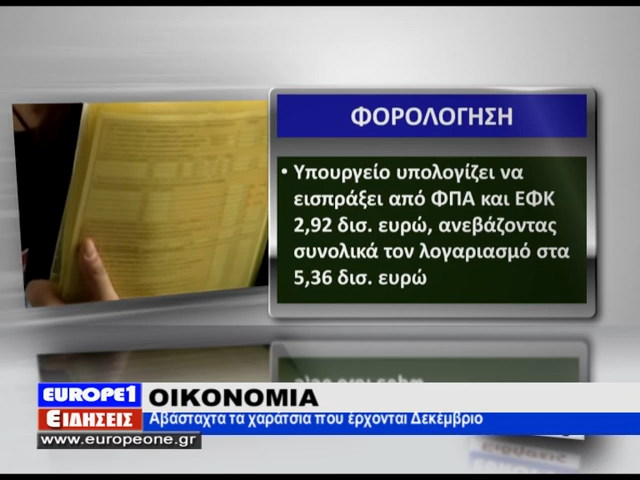 ΦΟΡΟΛΟΓΗΣΗ
• Υπουργείο υπολογίζει να
εισπράξει από ΦΠΑ και ΕΦΚ
2,92 δισ. ευρώ, ανεβάζοντας
συνολικά τον λογαριασμό στα
5,36 δισ. ευρώ
EUROPE1 ΟΙΚΟΝΟΜΙΑ
ΕΙΔΗΣΕΙΣ Αβάσταχτα τα χαράτσια που έρχονται Δεκέμβριο
www.europeone.gr